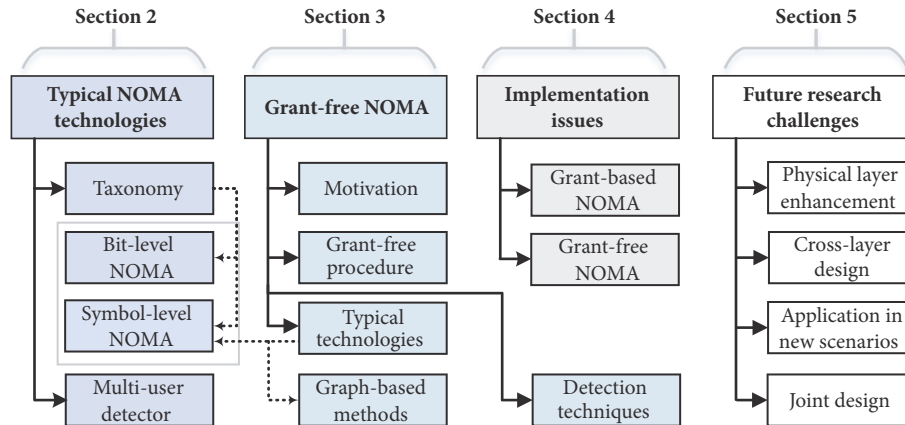 Section 2
Section 3
Section 4
Section 5
Typical NOMA
technologies
Grant-free NOMA
Implementation
issues
Future research
challenges
Taxonomy
Motivation
Grant-based
NOMA
Physical layer
enhancement
Bit-level
NOMA
Grant-free
procedure
Grant-free
NOMA
Cross-layer
design
Symbol-level
NOMA
Typical
technologies
Application in
new scenarios
Multi-user
detector
Graph-based
methods
Detection
techniques
Joint design